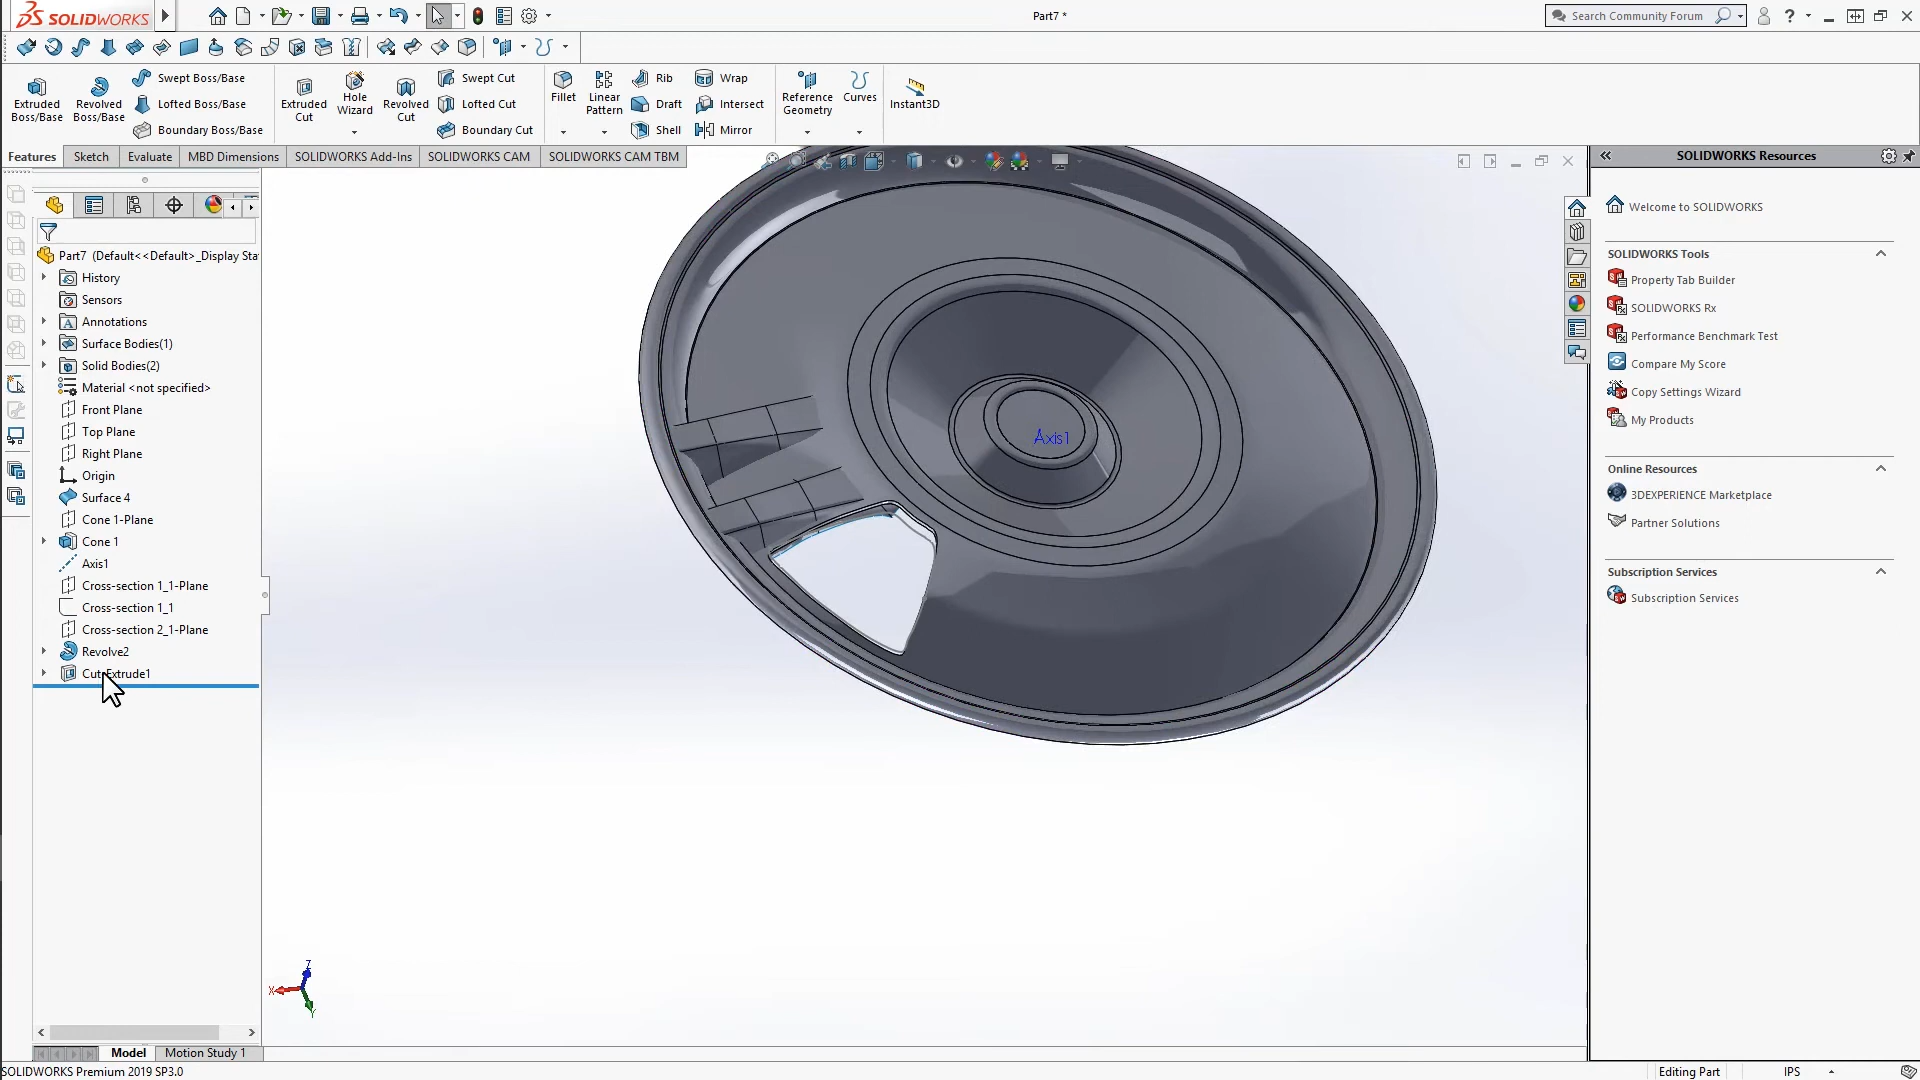 SOLIDWORKS
Part7 *
Search Community Forum
Extruded Boss/Base
Revolved Boss/Base
Swept Boss/Base
Lofted Boss/Base
Boundary Boss/Base
Extruded Cut
Hole Wizard
Revolved Cut
Swept Cut
Lofted Cut
Boundary Cut
Fillet
Linear Pattern
Rib
Draft
Shell
Wrap
Intersect
Mirror
Reference Geometry
Curves
Instant3D
Features
Sketch
Evaluate
MBD Dimensions
SOLIDWORKS Add-Ins
SOLIDWORKS CAM
SOLIDWORKS CAM TBM
Part7 (Default<<Default>_Display Sta
History
Sensors
Annotations
Surface Bodies(1)
Solid Bodies(2)
Material <not specified>
Front Plane
Top Plane
Right Plane
Origin
Surface 4
Cone 1-Plane
Cone 1
Axis1
Cross-section 1_1-Plane
Cross-section 1_1
Cross-section 2_1-Plane
Revolve2
Cut-Extrude1
Axis1
Z
X
Y
SOLIDWORKS Resources
Welcome to SOLIDWORKS
SOLIDWORKS Tools
Property Tab Builder
SOLIDWORKS Rx
Performance Benchmark Test
Compare My Score
Copy Settings Wizard
My Products
Online Resources
3DEXPERIENCE Marketplace
Partner Solutions
Subscription Services
Subscription Services
Model
Motion Study 1
SOLIDWORKS Premium 2019 SP3.0
Editing Part
IPS